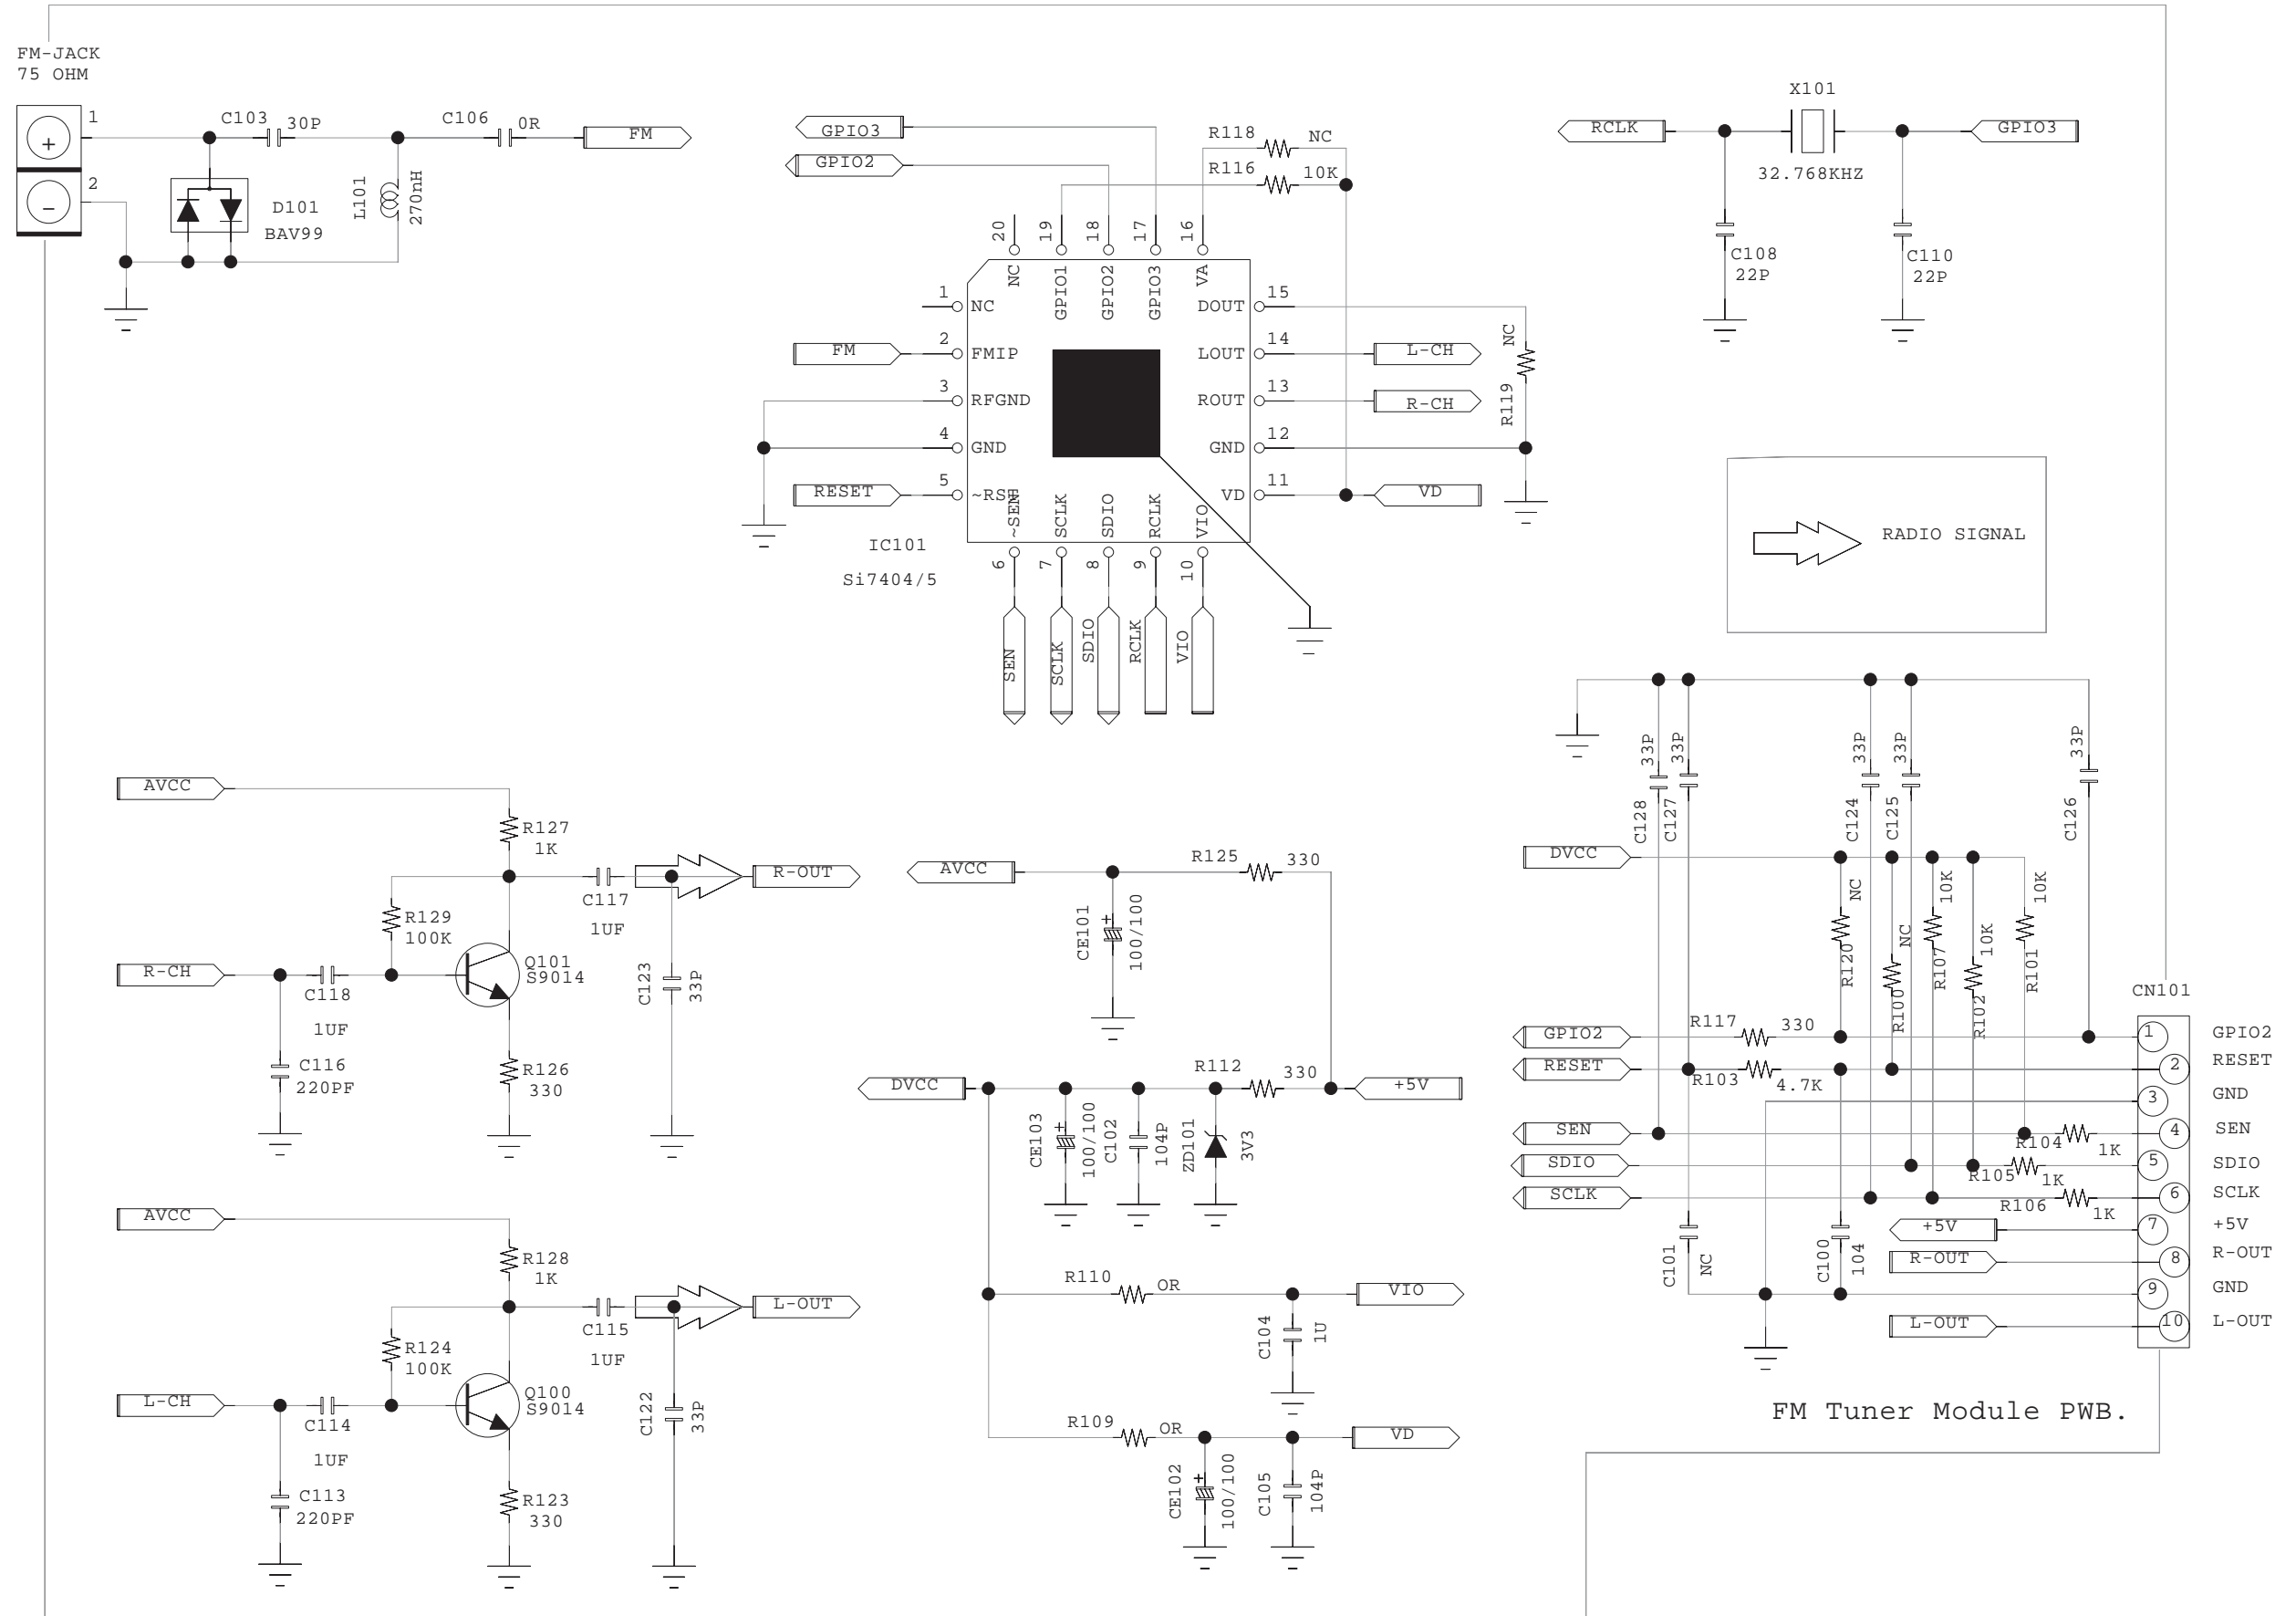 FM-JACK
75 OHM
1
2
+
−
C103
30P
C106
0R
FM
L101
270nH
D101
BAV99
GPIO3
GPIO2
R118
NC
R116
10K
RCLK
X101
32.768KHZ
GPIO3
C108
22P
C110
22P
20
19
18
17
16
NC
GPIO1
GPIO2
GPIO3
VA
1
NC
FM
2
FMIP
3
RFGND
4
GND
RESET
5
~RST
15
DOUT
14
LOUT
L-CH
13
ROUT
R-CH
12
GND
11
VD
VD
NC
R119
~SEN
SCLK
SDIO
RCLK
VIO
6
7
8
9
10
IC101
Si7404/5
SEN
SCLK
SDIO
RCLK
VIO
RADIO SIGNAL
AVCC
R127
1K
R129
100K
C117
1UF
R-OUT
R-CH
C118
1UF
Q101
S9014
C123
33P
C116
220PF
R126
330
AVCC
R128
1K
R124
100K
C115
1UF
L-OUT
L-CH
C114
1UF
Q100
S9014
C122
33P
C113
220PF
R123
330
AVCC
R125
330
CE101
+
100/100
DVCC
R112
330
+5V
CE103
+
100/100
C102
104P
ZD101
3V3
R110
OR
VIO
C104
1U
R109
OR
VD
CE102
+
100/100
C105
104P
33P
33P
33P
33P
33P
C128
C127
C124
C125
C126
DVCC
NC
R120
NC
R100
10K
R107
10K
R102
10K
R101
CN101
GPIO2
R117
330
1
GPIO2
RESET
R103
4.7K
2
RESET
3
GND
SEN
R104
1K
4
SEN
SDIO
R105
1K
5
SDIO
SCLK
R106
1K
6
SCLK
+5V
7
+5V
C101
NC
C100
104
R-OUT
8
R-OUT
9
GND
L-OUT
10
L-OUT
FM Tuner Module PWB.